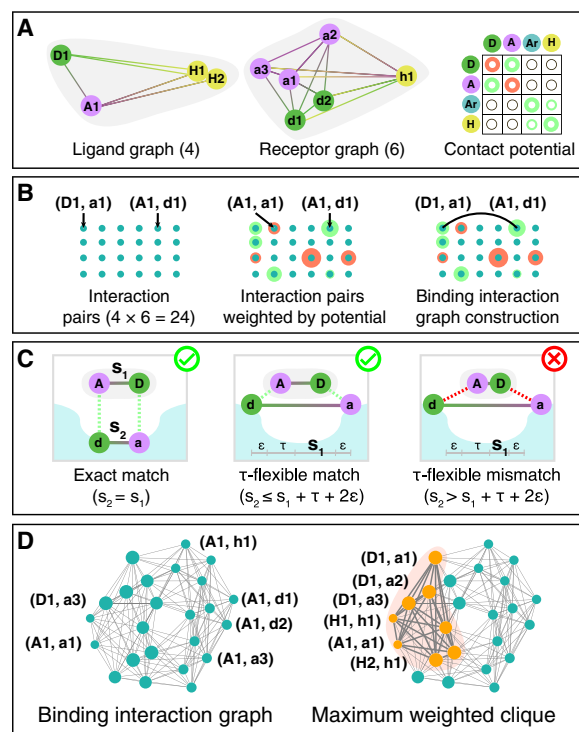 A
D1
A1
H1
H2
Ligand graph (4)
a2
a3
a1
h1
d2
d1
Receptor graph (6)
D A Ar H
D
A
Ar
H
Contact potential
B
(D1, a1) (A1, d1)
Interaction
pairs (4 × 6 = 24)
(A1, a1) (A1, d1)
Interaction pairs
weighted by potential
(D1, a1) (A1, d1)
Binding interaction
graph construction
C
S1
A D
S2
d a
Exact match
(s2 = s1)
A D
d a
ε τ S1 ε
τ-flexible match
(s2 ≤ s1 + τ + 2ε)
A D
d a
ε τ S1 ε
τ-flexible mismatch
(s2 > s1 + τ + 2ε)
D
(A1, h1)
(D1, a3)
(A1, d1)
(A1, d2)
(A1, a1)
(A1, a3)
Binding interaction graph
(D1, a1)
(D1, a2)
(D1, a3)
(H1, h1)
(A1, a1)
(H2, h1)
Maximum weighted clique